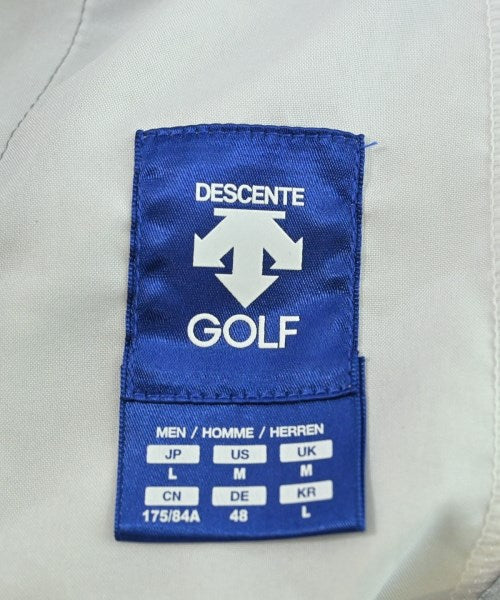 DESCENTE
GOLF
MEN / HOMME / HERREN
JP US UK
L M M
CN DE KR
175/84A 48 L